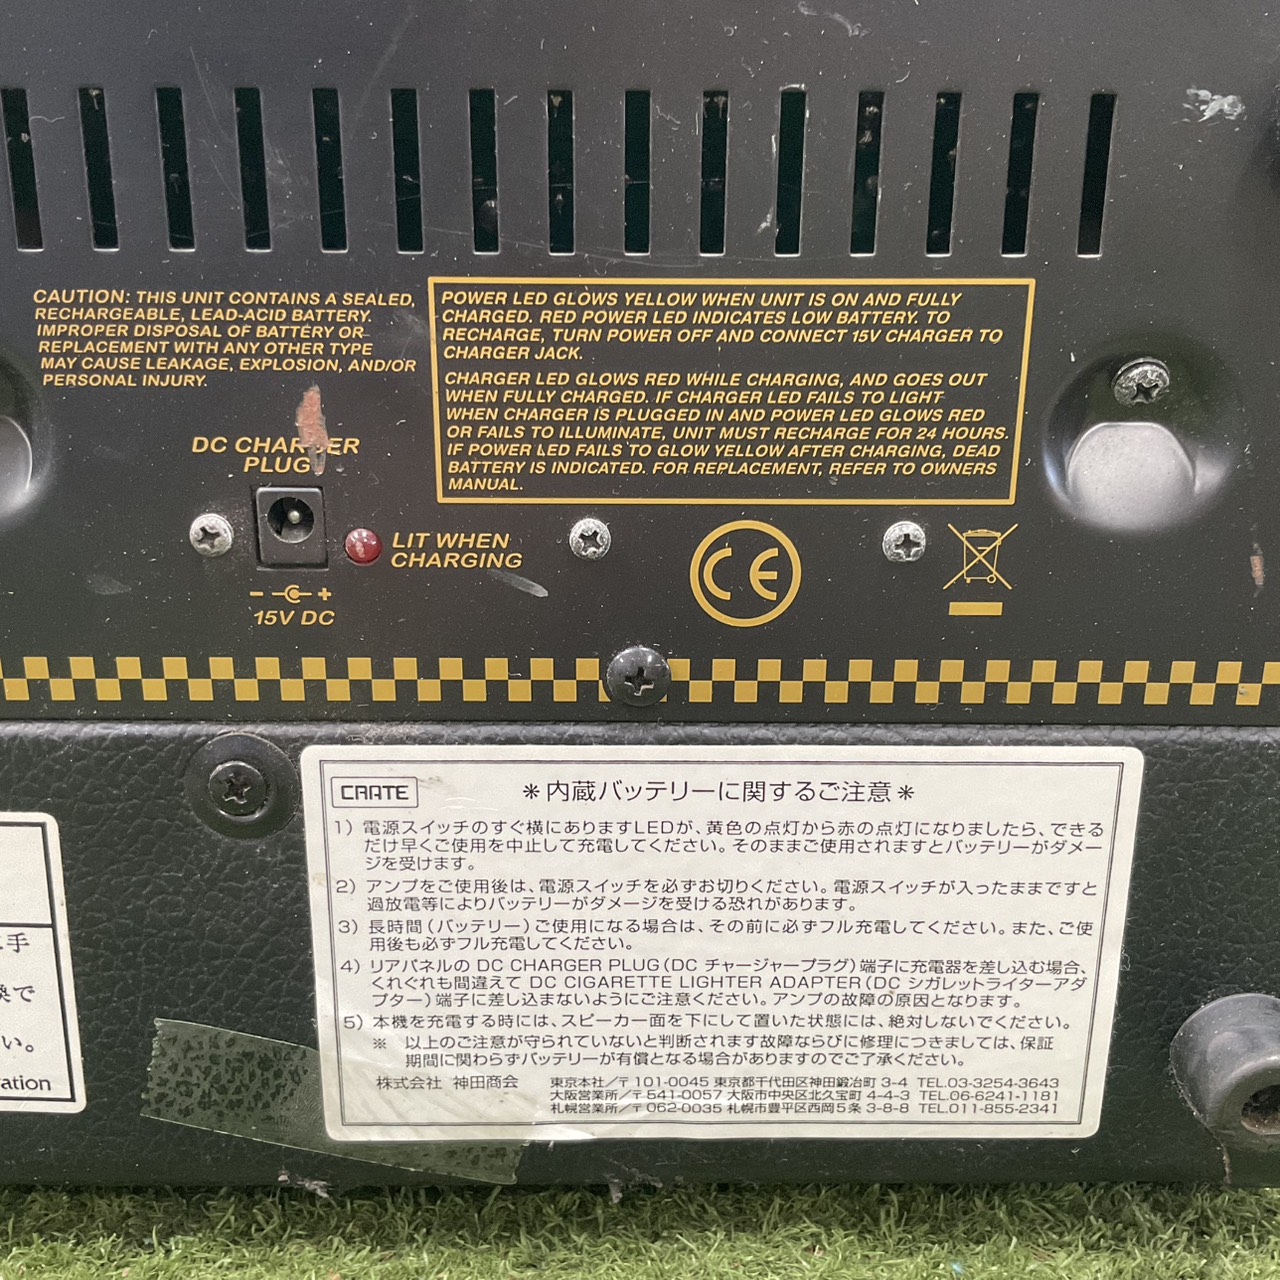 CAUTION: THIS UNIT CONTAINS A SEALED,
RECHARGEABLE, LEAD-ACID BATTERY.
IMPROPER DISPOSAL OF BATTERY OR
REPLACEMENT WITH ANY OTHER TYPE
MAY CAUSE LEAKAGE, EXPLOSION, AND/OR
PERSONAL INJURY.
POWER LED GLOWS YELLOW WHEN UNIT IS ON AND FULLY
CHARGED. RED POWER LED INDICATES LOW BATTERY. TO
RECHARGE, TURN POWER OFF AND CONNECT 15V CHARGER TO
CHARGER JACK.
CHARGER LED GLOWS RED WHILE CHARGING, AND GOES OUT
WHEN FULLY CHARGED. IF CHARGER LED FAILS TO LIGHT
WHEN CHARGER IS PLUGGED IN AND POWER LED GLOWS RED
OR FAILS TO ILLUMINATE, UNIT MUST RECHARGE FOR 24 HOURS.
IF POWER LED FAILS TO GLOW YELLOW AFTER CHARGING, DEAD
BATTERY IS INDICATED. FOR REPLACEMENT, REFER TO OWNERS
MANUAL.
DC CHARGER
PLUG
LIT WHEN
CHARGING
- +
15V DC
CE
CRATE
＊内蔵バッテリーに関するご注意＊
1）電源スイッチのすぐ横にありますLEDが、黄色の点灯から赤の点灯になりましたら、できる
だけ早くご使用を中止して充電してください。そのままご使用されますとバッテリーがダメー
ジを受けます。
2）アンプをご使用後は、電源スイッチを必ずお切りください。電源スイッチが入ったままですと
過放電等によりバッテリーがダメージを受ける恐れがあります。
3）長時間（バッテリー）ご使用になる場合は、その前に必ずフル充電してください。また、ご使
用後も必ずフル充電してください。
4）リアパネルの DC CHARGER PLUG（DC チャージャープラグ）端子に充電器を差し込む場合、
くれぐれも間違えて DC CIGARETTE LIGHTER ADAPTER（DC シガレットライターアダ
プター）端子に差し込まないようにご注意ください。アンプの故障の原因となります。
5）本機を充電する時には、スピーカー面を下にして置いた状態には、絶対しないでください。
※ 以上のご注意が守られていないと判断されます故障ならびに修理につきましては、保証
期間に関わらずバッテリーが有償となる場合がありますのでご了承ください。
株式会社 神田商会
東京本社／〒101-0045 東京都千代田区神田鍛冶町 3-4 TEL.03-3254-3643
大阪営業所／〒541-0057 大阪市中央区北久宝町 4-4-3 TEL.06-6241-1181
札幌営業所／〒062-0035 札幌市豊平区西岡5条 3-8-8 TEL.011-855-2341
手
換で
い。
ration